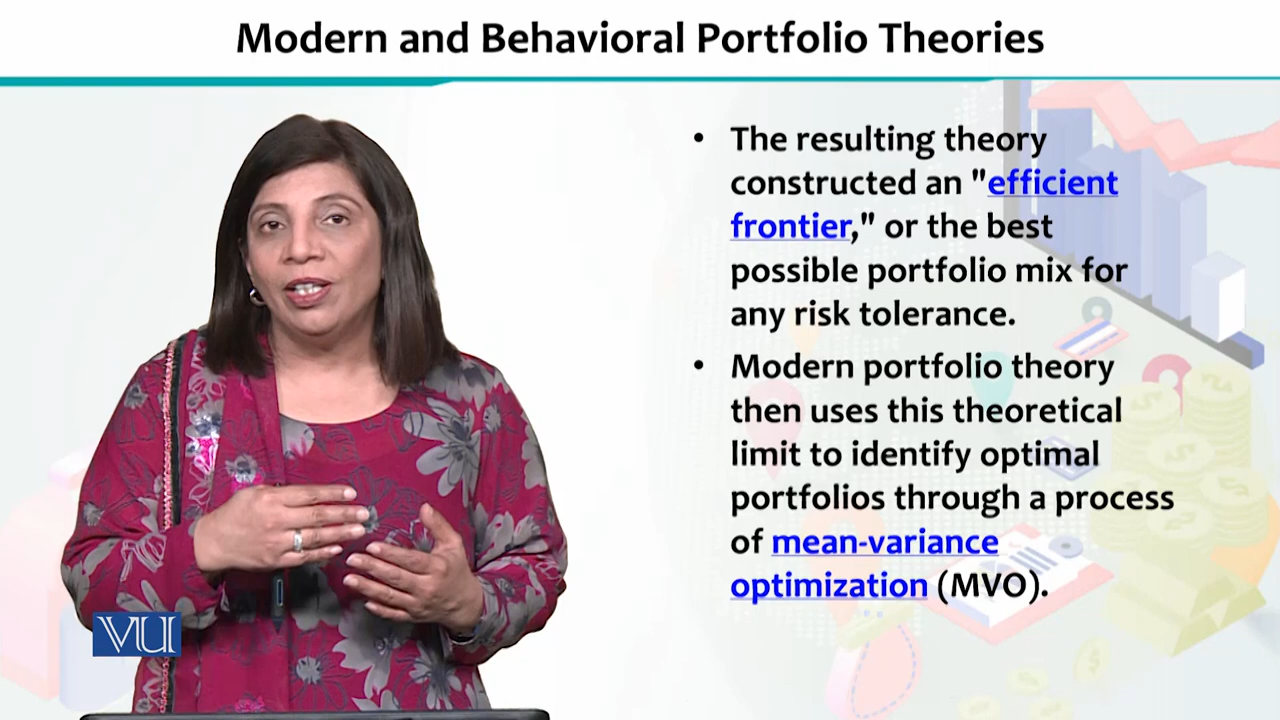 Modern and Behavioral Portfolio Theories
• The resulting theory
constructed an "efficient
frontier," or the best
possible portfolio mix for
any risk tolerance.
• Modern portfolio theory
then uses this theoretical
limit to identify optimal
portfolios through a process
of mean-variance
optimization (MVO).
VU